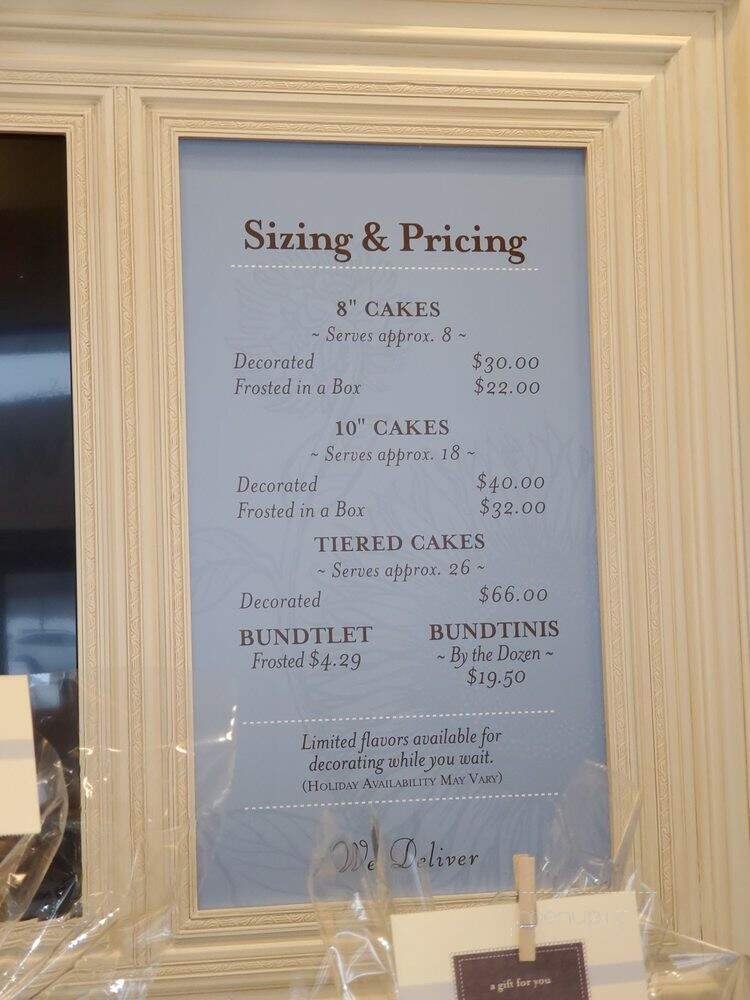 Sizing & Pricing
8" CAKES
~ Serves approx. 8 ~
Decorated $30.00
Frosted in a Box $22.00
10" CAKES
~ Serves approx. 18 ~
Decorated $40.00
Frosted in a Box $32.00
TIERED CAKES
~ Serves approx. 26 ~
Decorated $66.00
BUNDTLET BUNDTINIS
Frosted $4.29 ~ By the Dozen ~
$19.50
Limited flavors available for
decorating while you wait.
(HOLIDAY AVAILABILITY MAY VARY)
We Deliver
a gift for you